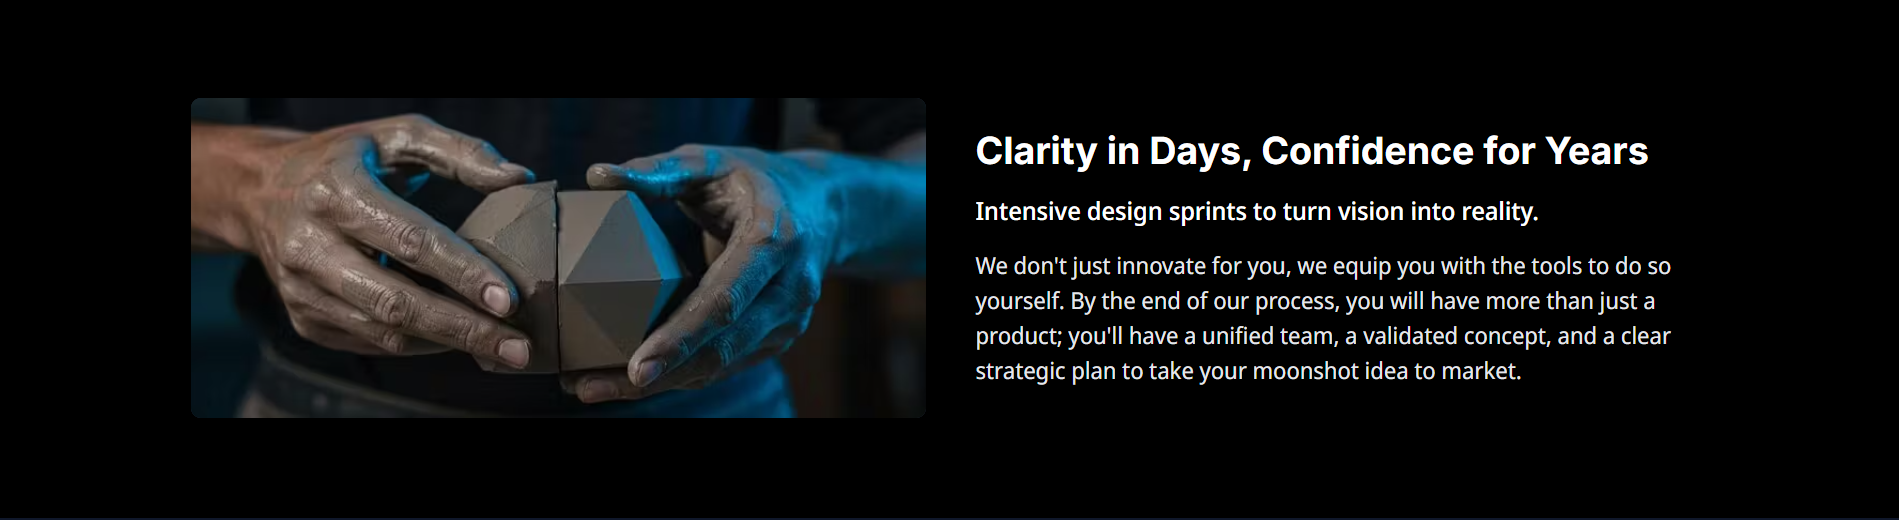 Clarity in Days, Confidence for Years
Intensive design sprints to turn vision into reality.
We don't just innovate for you, we equip you with the tools to do so
yourself. By the end of our process, you will have more than just a
product; you'll have a unified team, a validated concept, and a clear
strategic plan to take your moonshot idea to market.